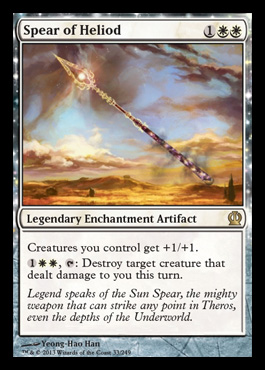 Spear of Heliod 1
Legendary Enchantment Artifact
Creatures you control get +1/+1.
1, : Destroy target creature that
dealt damage to you this turn.
Legend speaks of the Sun Spear, the mighty
weapon that can strike any point in Theros,
even the depths of the Underworld.
Yeong-Hao Han
™ & © 2013 Wizards of the Coast 33/249